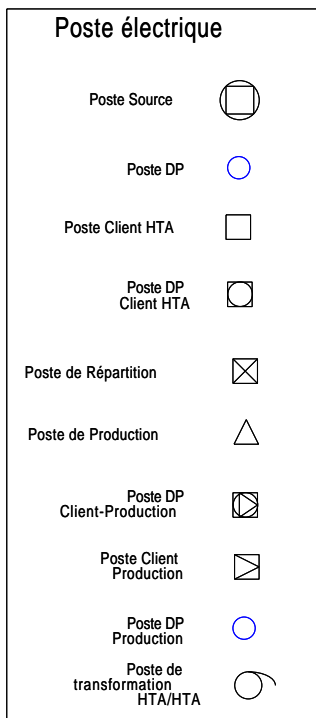 Poste électrique
Poste Source
Poste DP
Poste Client HTA
Poste DP
Client HTA
Poste de Répartition
Poste de Production
Poste DP
Client-Production
Poste Client
Production
Poste DP
Production
Poste de
transformation
HTA/HTA